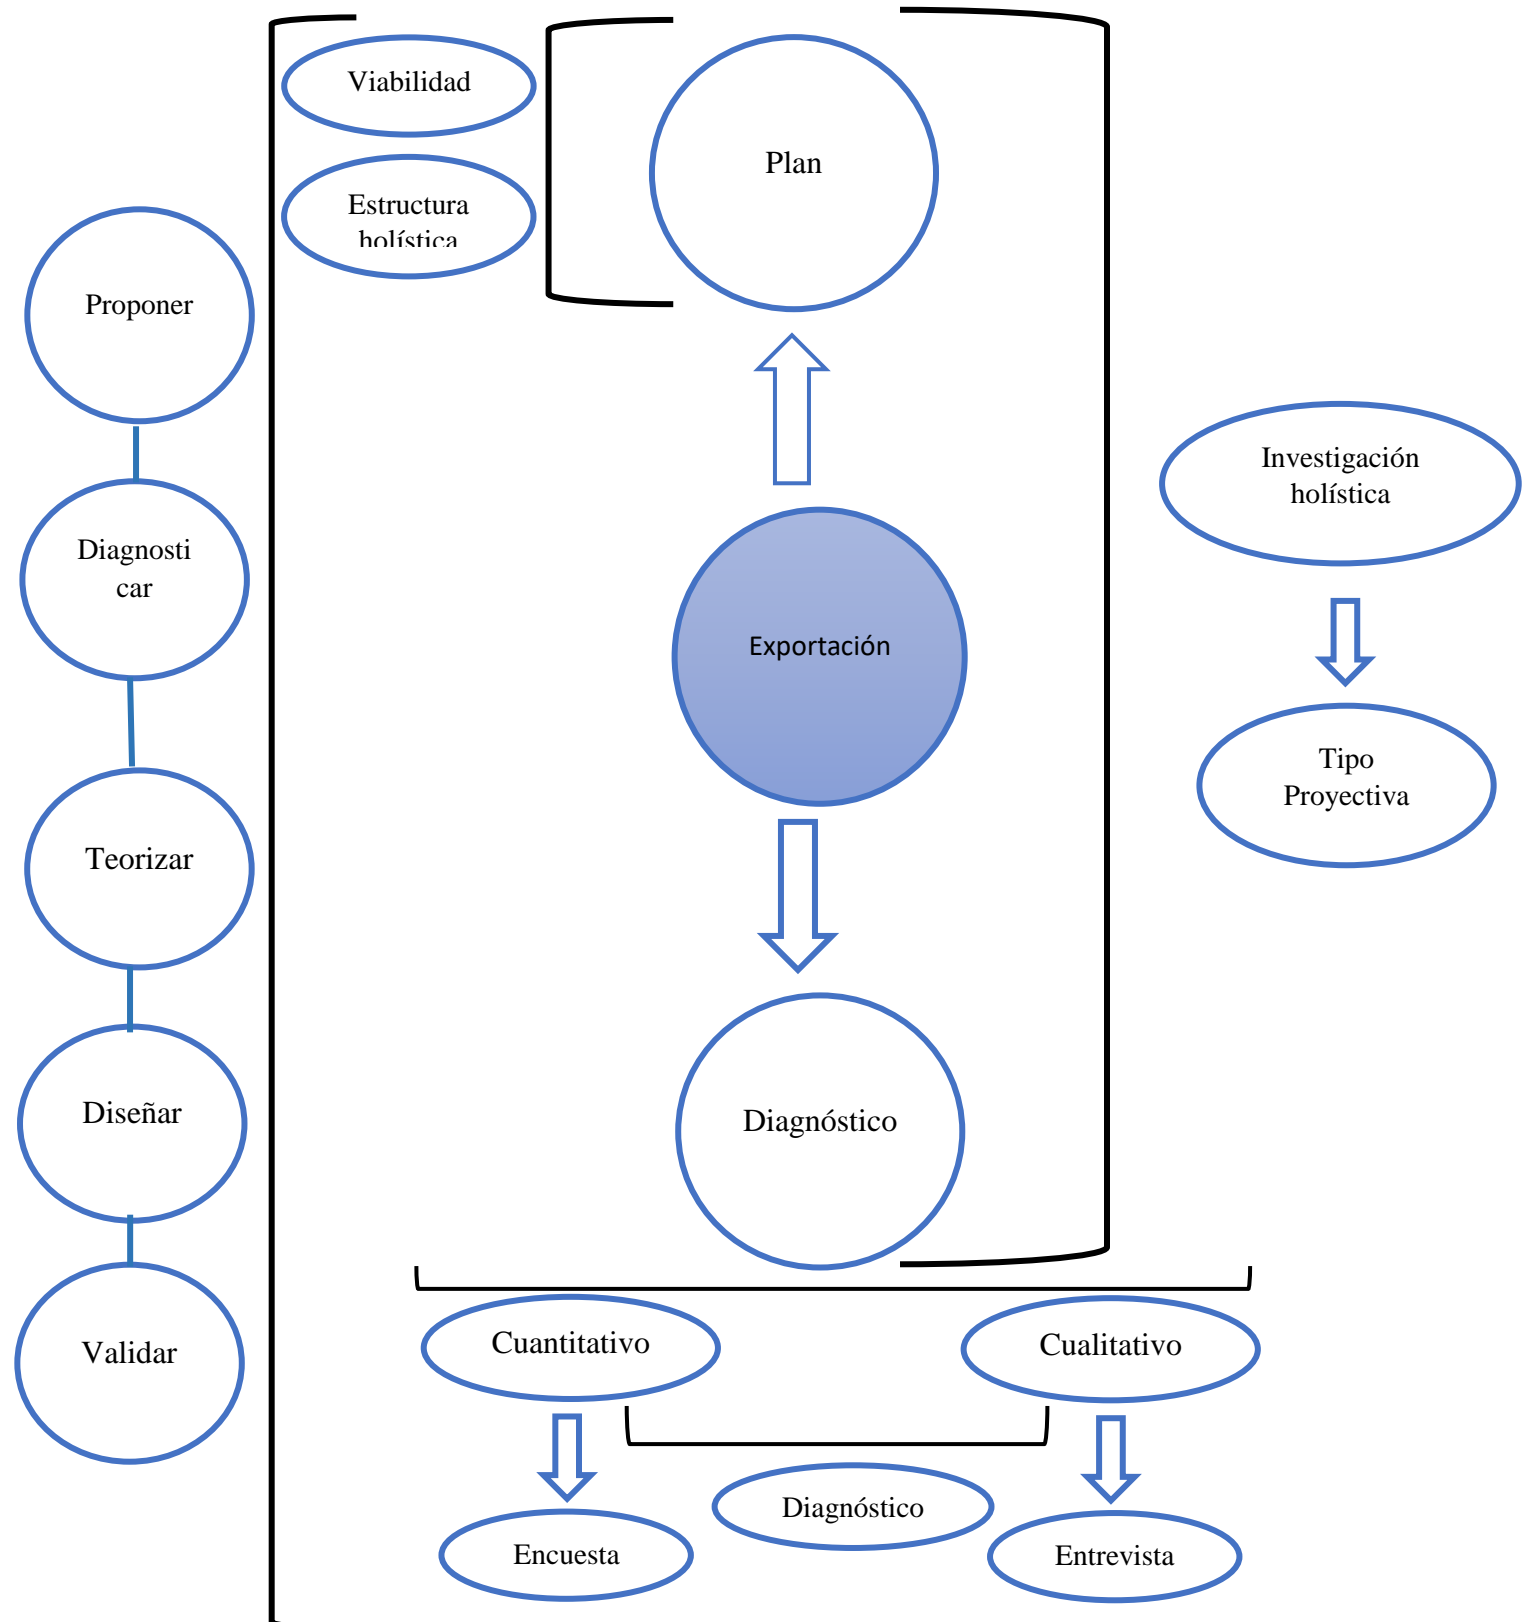 Viabilidad
Estructura
holística
Plan
Proponer
Diagnosti
car
Teorizar
Diseñar
Validar
Exportación
Investigación
holística
Tipo
Proyectiva
Diagnóstico
Cuantitativo
Cualitativo
Diagnóstico
Encuesta
Entrevista